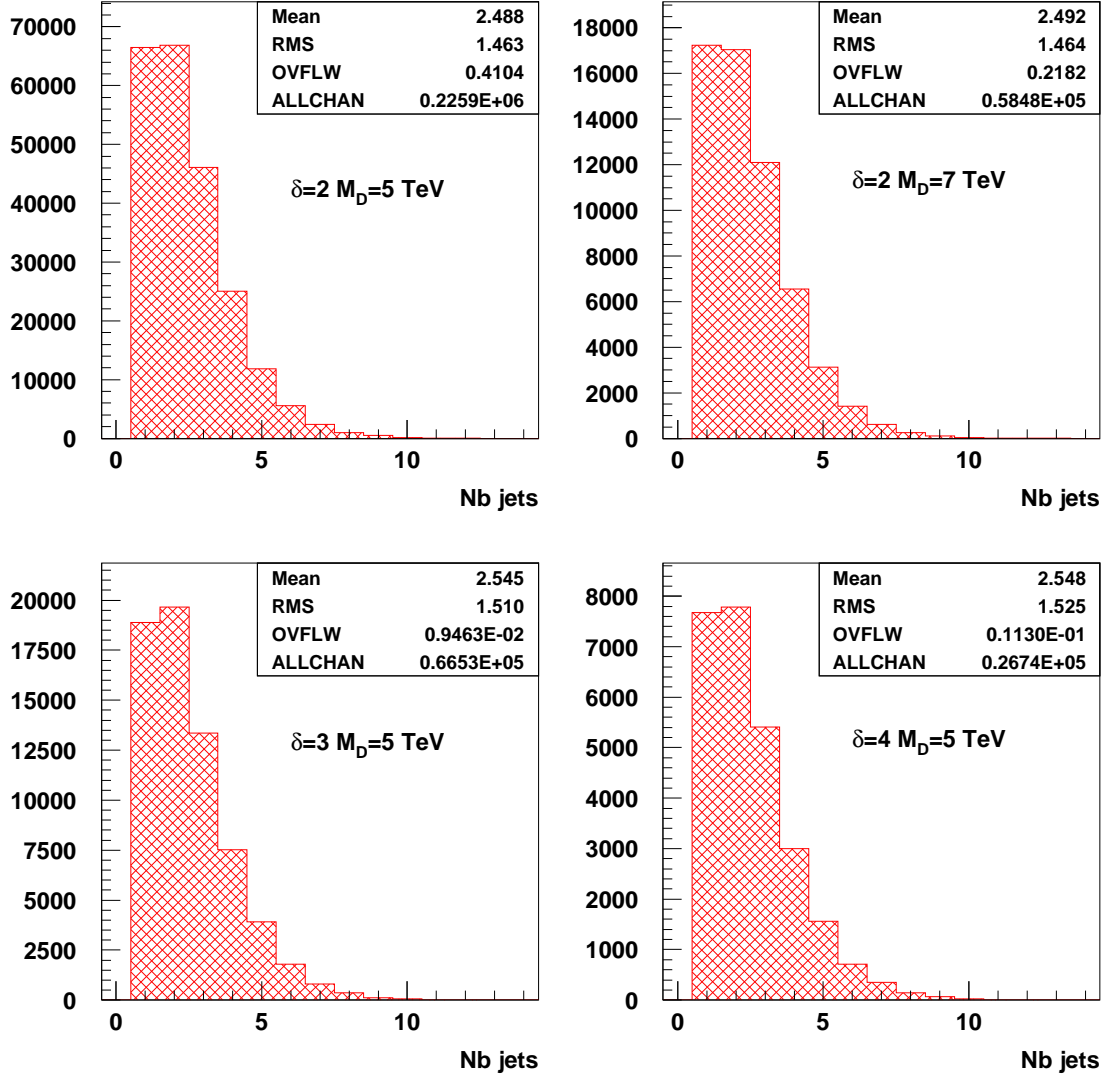 Mean 2.488
RMS 1.463
OVFLW 0.4104
ALLCHAN 0.2259E+06
δ=2 M_D=5 TeV
70000
60000
50000
40000
30000
20000
10000
0
0 5 10
Nb jets
Mean 2.492
RMS 1.464
OVFLW 0.2182
ALLCHAN 0.5848E+05
δ=2 M_D=7 TeV
18000
16000
14000
12000
10000
8000
6000
4000
2000
0
0 5 10
Nb jets
Mean 2.545
RMS 1.510
OVFLW 0.9463E-02
ALLCHAN 0.6653E+05
δ=3 M_D=5 TeV
20000
17500
15000
12500
10000
7500
5000
2500
0
0 5 10
Nb jets
Mean 2.548
RMS 1.525
OVFLW 0.1130E-01
ALLCHAN 0.2674E+05
δ=4 M_D=5 TeV
8000
7000
6000
5000
4000
3000
2000
1000
0
0 5 10
Nb jets